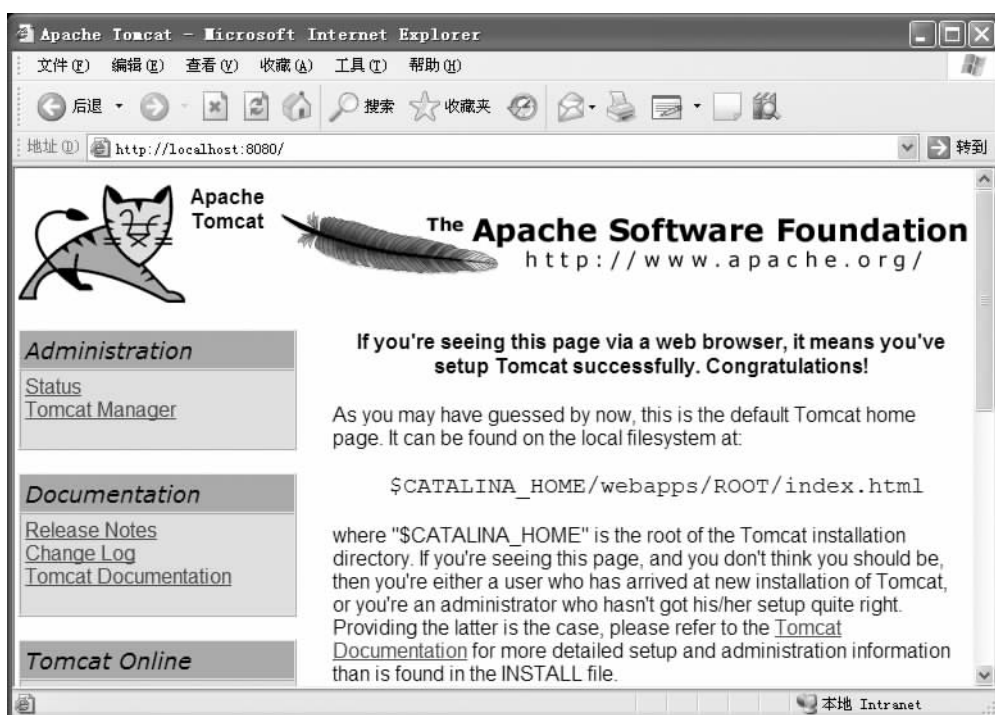 Apache Tomcat - Microsoft Internet Explorer
文件(F) 编辑(E) 查看(V) 收藏(A) 工具(T) 帮助(H)
后退 搜索 收藏夹
地址(D) http://localhost:8080/ 转到
Apache
Tomcat
The Apache Software Foundation
http://www.apache.org/
Administration
Status
Tomcat Manager
Documentation
Release Notes
Change Log
Tomcat Documentation
Tomcat Online
If you're seeing this page via a web browser, it means you've
setup Tomcat successfully. Congratulations!
As you may have guessed by now, this is the default Tomcat home
page. It can be found on the local filesystem at:
$CATALINA_HOME/webapps/ROOT/index.html
where "$CATALINA_HOME" is the root of the Tomcat installation
directory. If you're seeing this page, and you don't think you should be,
then you're either a user who has arrived at new installation of Tomcat,
or you're an administrator who hasn't got his/her setup quite right.
Providing the latter is the case, please refer to the Tomcat
Documentation for more detailed setup and administration information
than is found in the INSTALL file.
本地 Intranet